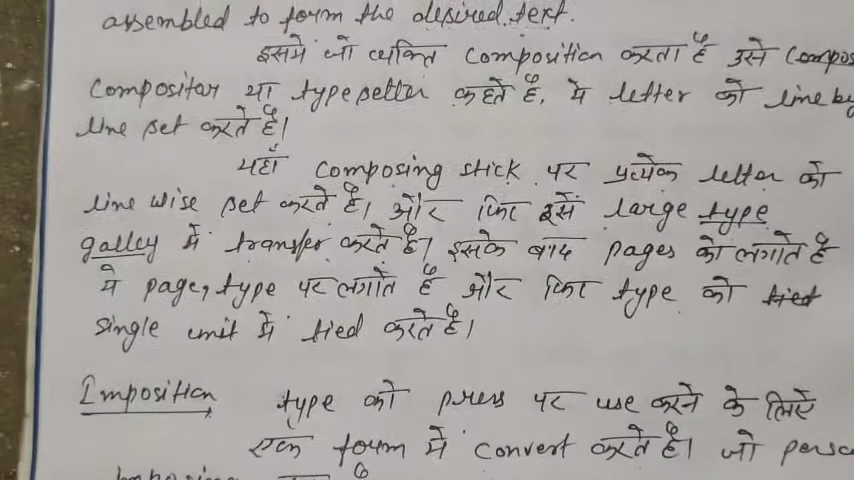 assembled to form the desired text.
इसमें जो व्यक्ति composition करता है उसे
compositor या typesetter कहते हैं, ये letter को line by
line set करते हैं।
यहाँ composing stick पर प्रत्येक letter को
line wise set करते हैं। और फिर इसे large type
galley में transfer करते हैं। इसके बाद pages को लगाते हैं
ये page, type पर लगाते हैं और फिर type को tied
single unit में tied करते हैं।
Imposition type को press पर use करने के लिए
एक form में convert करते हैं। जो